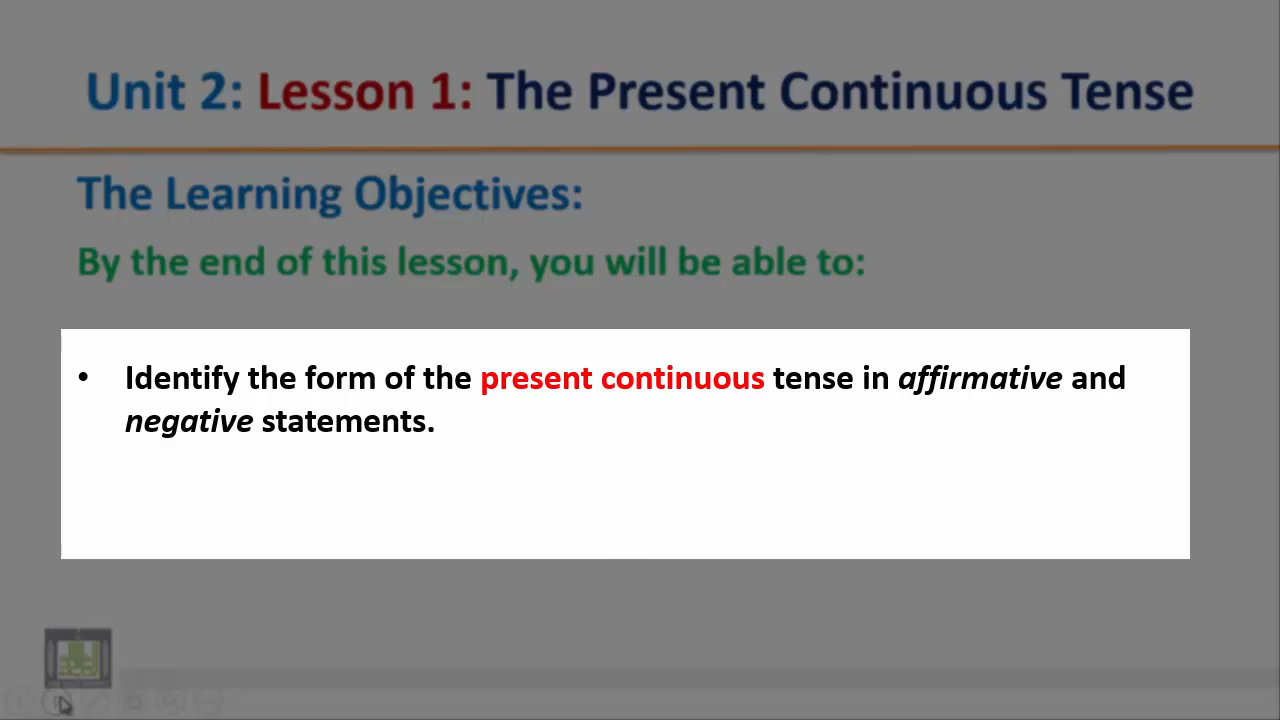 Unit 2: Lesson 1: The Present Continuous Tense
The Learning Objectives:
By the end of this lesson, you will be able to:
• Identify the form of the present continuous tense in affirmative and
negative statements.